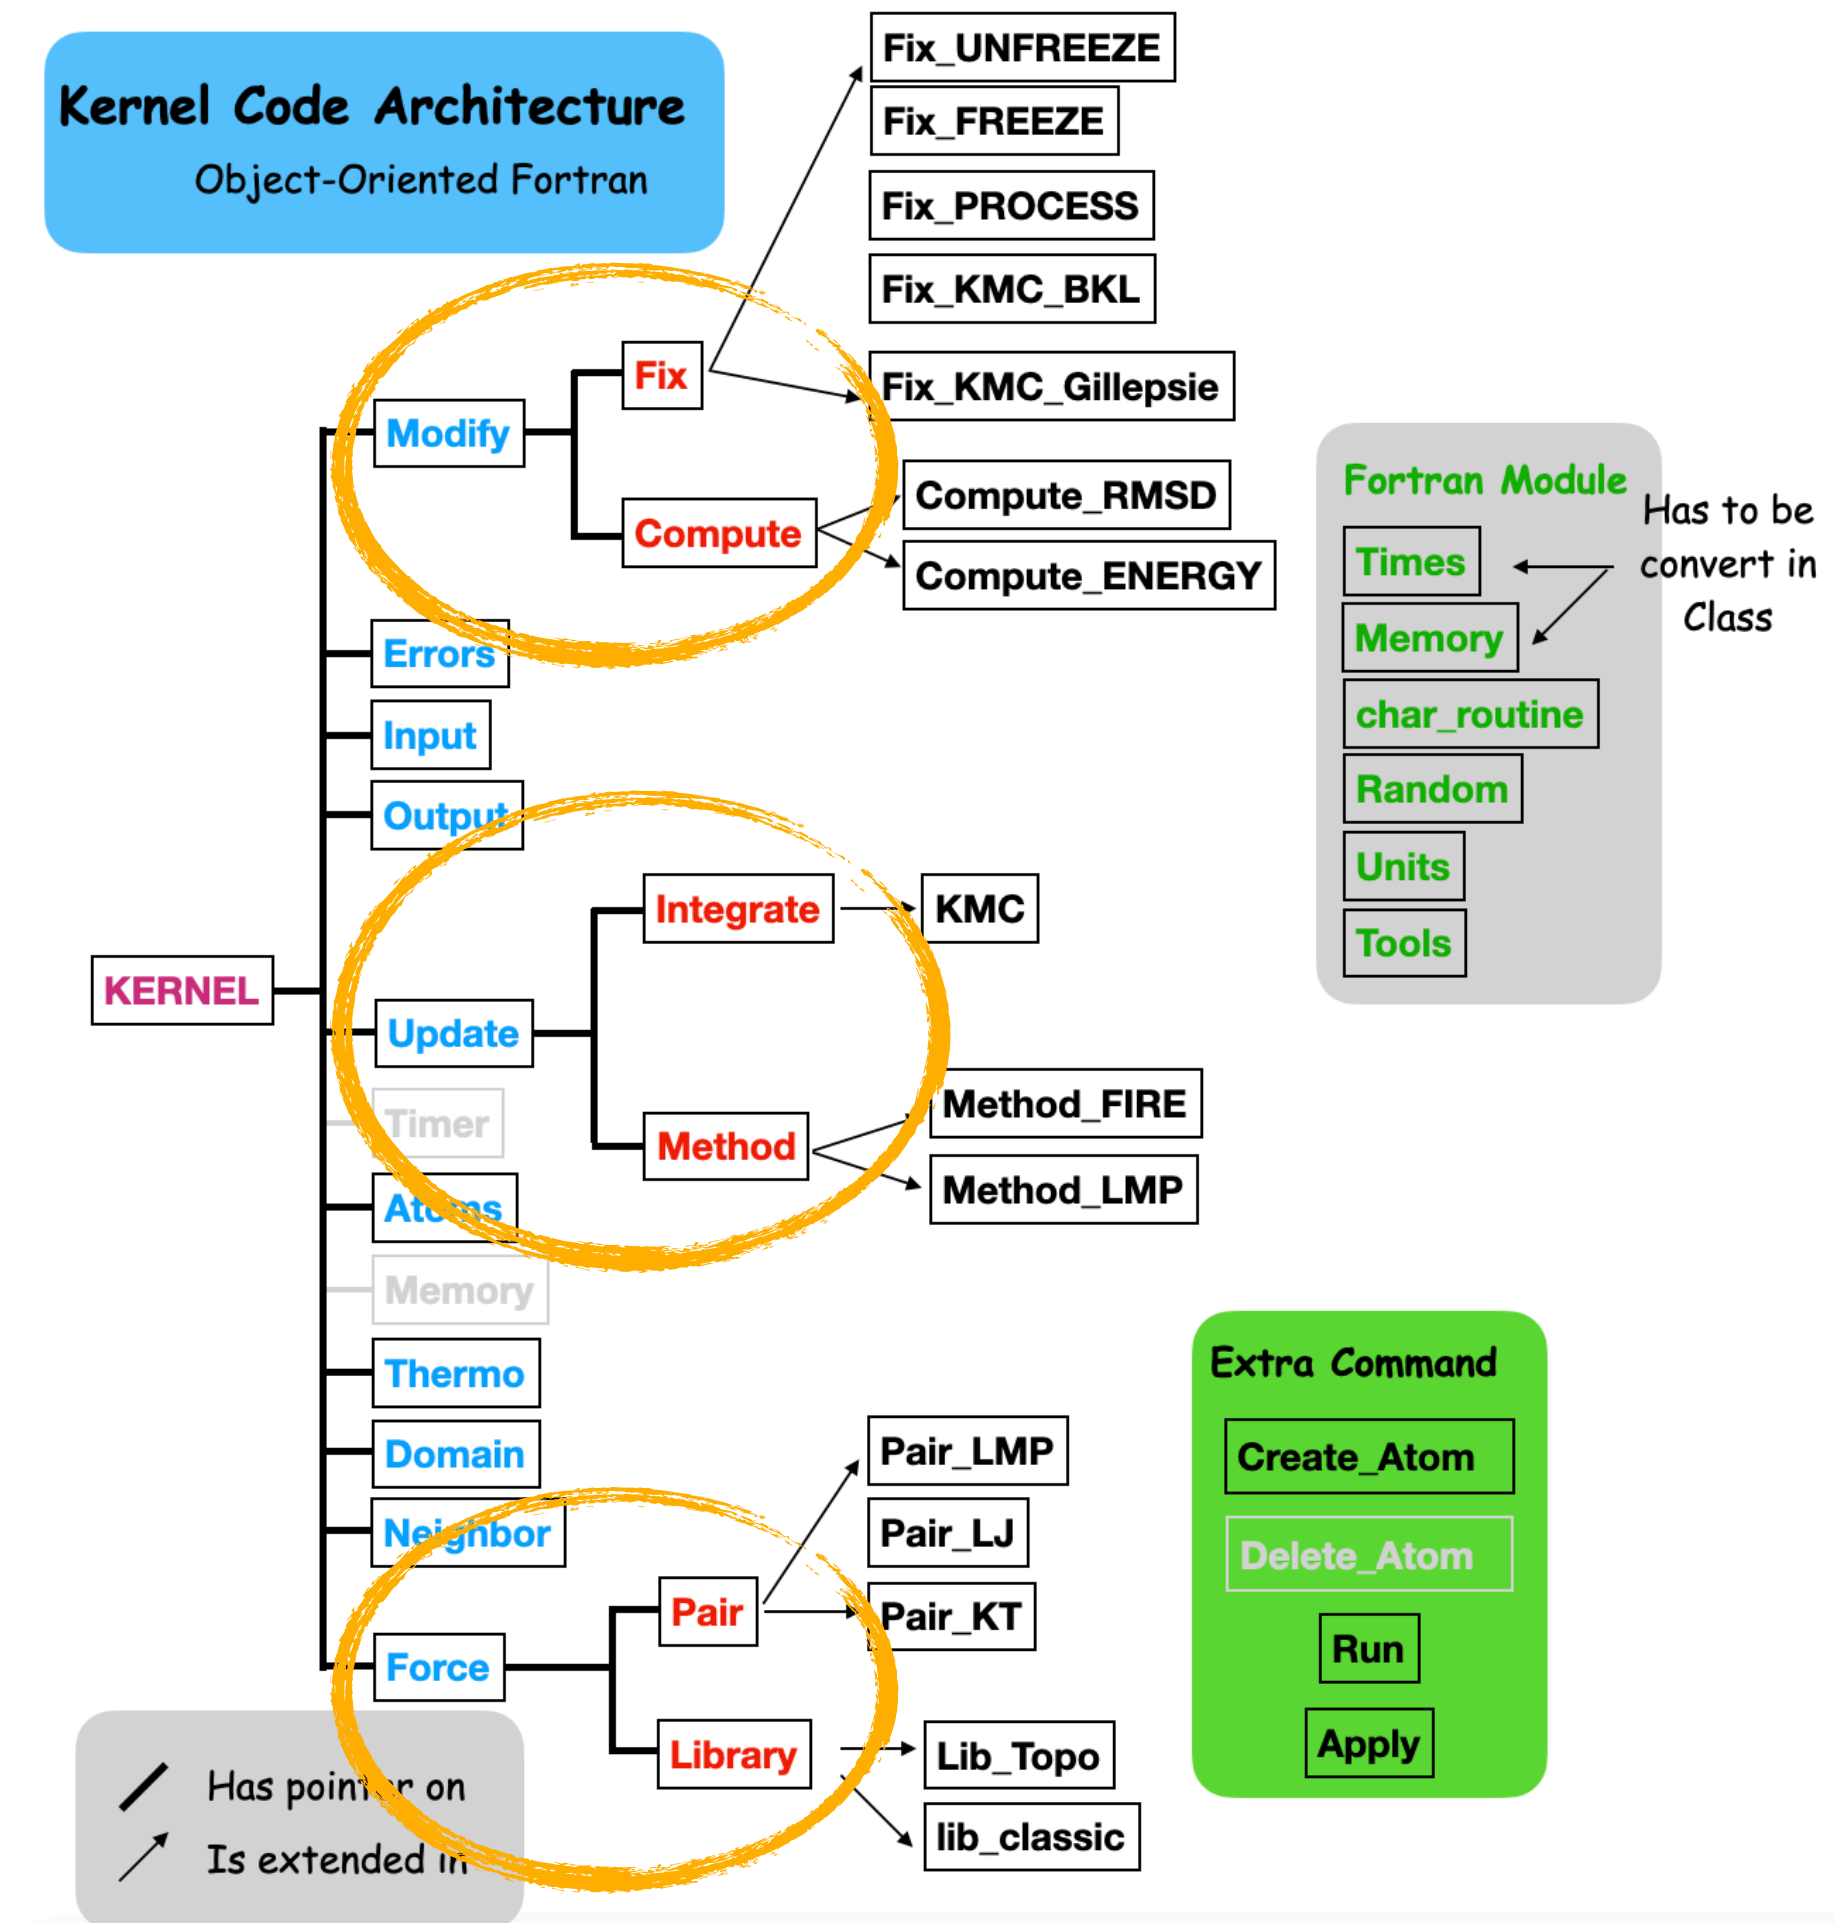 Kernel Code Architecture
Object-Oriented Fortran
Fix_UNFREEZE
Fix_FREEZE
Fix_PROCESS
Fix_KMC_BKL
Fix_KMC_Gillepsie
Fix
Modify
Compute
Compute_RMSD
Compute_ENERGY
Errors
Input
Output
Integrate
KMC
KERNEL
Update
Timer
Method
Method_FIRE
Method_LMP
Atoms
Memory
Thermo
Domain
Neighbor
Pair_LMP
Pair_LJ
Pair
Pair_KT
Force
Library
Lib_Topo
lib_classic
Has pointer on
Is extended in
Fortran Module
Times
Memory
char_routine
Random
Units
Tools
Has to be
convert in
Class
Extra Command
Create_Atom
Delete_Atom
Run
Apply